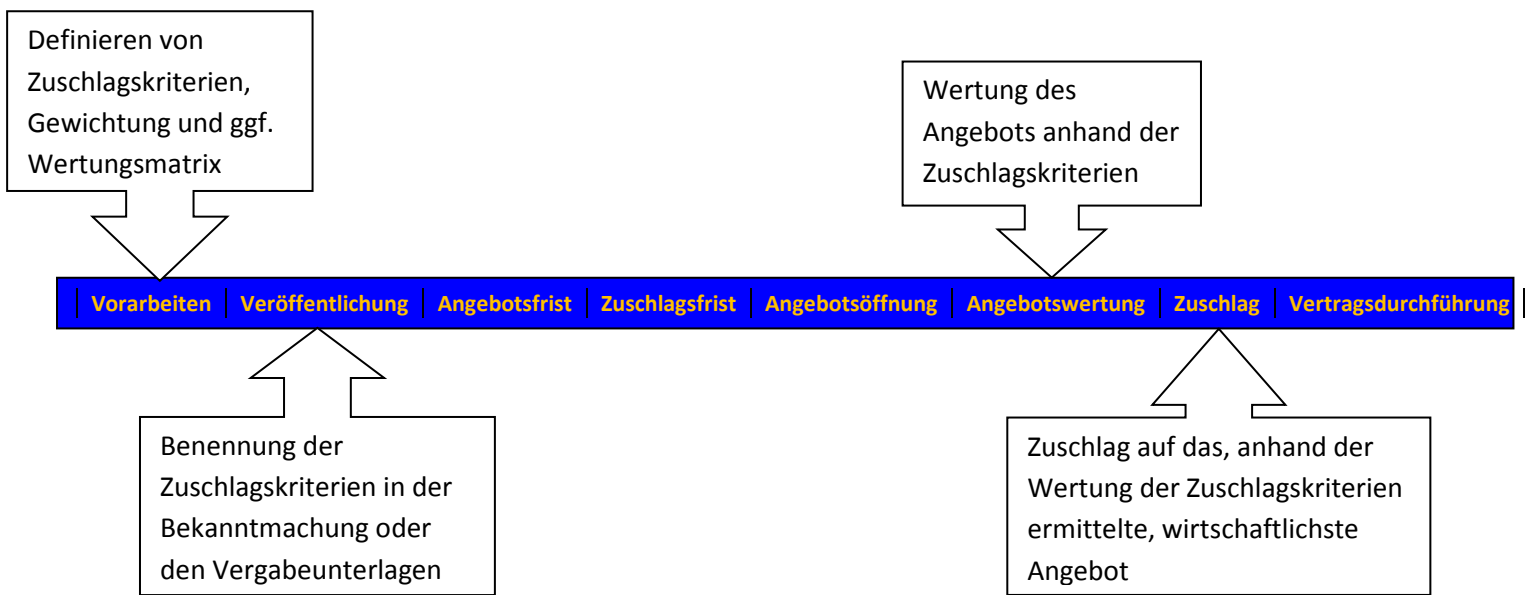 Definieren von
Zuschlagskriterien,
Gewichtung und ggf.
Wertungsmatrix
Wertung des
Angebots anhand der
Zuschlagskriterien
Vorarbeiten Veröffentlichung Angebotsfrist Zuschlagsfrist Angebotsöffnung Angebotswertung Zuschlag Vertragsdurchführung
Benennung der
Zuschlagskriterien in der
Bekanntmachung oder
den Vergabeunterlagen
Zuschlag auf das, anhand der
Wertung der Zuschlagskriterien
ermittelte, wirtschaftlichste
Angebot